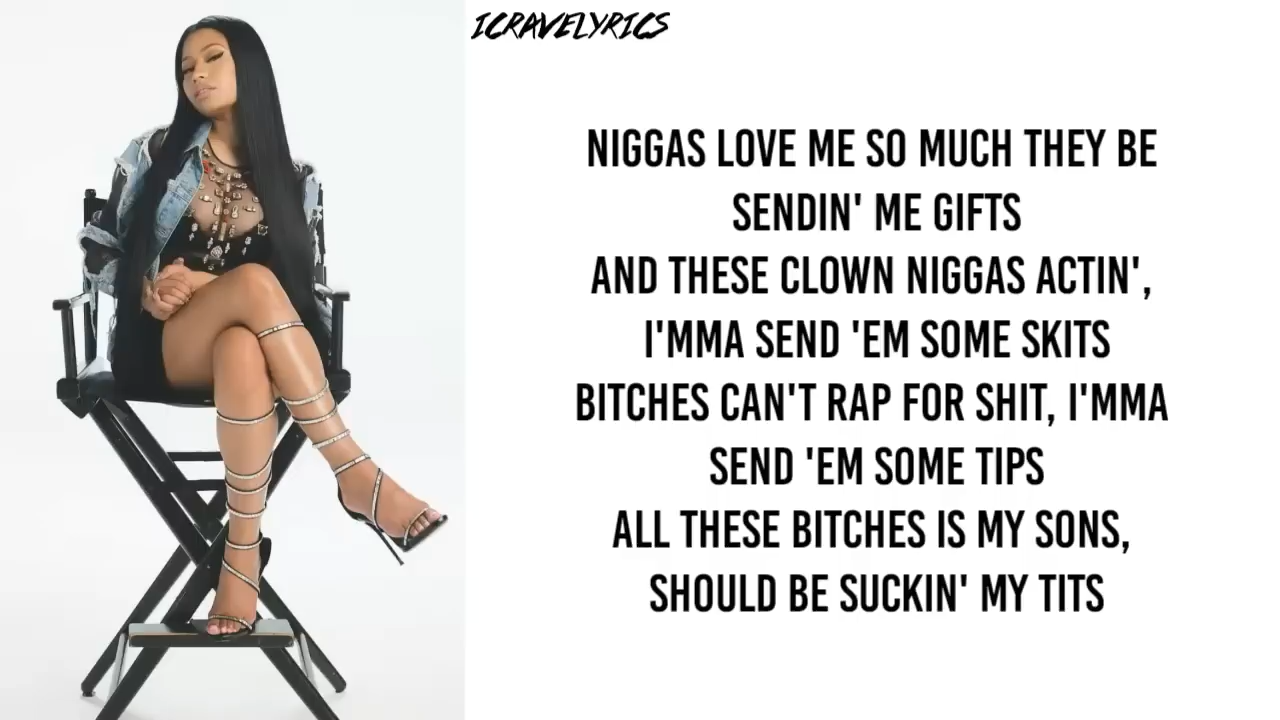 ICRAVELYRICS
NIGGAS LOVE ME SO MUCH THEY BE
SENDIN' ME GIFTS
AND THESE CLOWN NIGGAS ACTIN',
I'MMA SEND 'EM SOME SKITS
BITCHES CAN'T RAP FOR SHIT, I'MMA
SEND 'EM SOME TIPS
ALL THESE BITCHES IS MY SONS,
SHOULD BE SUCKIN' MY TITS